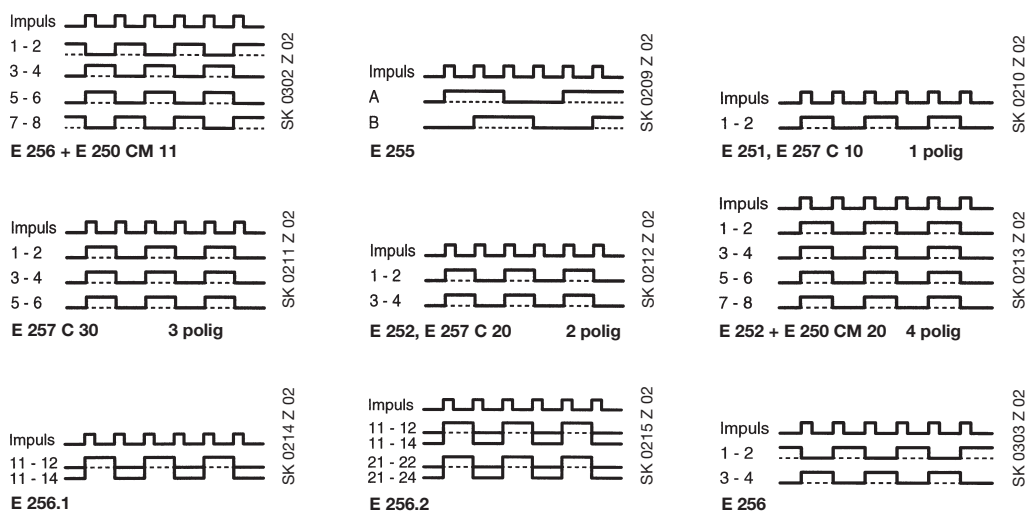 Impuls
1 - 2
3 - 4
5 - 6
7 - 8
SK 0302 Z 02
E 256 + E 250 CM 11
Impuls
A
B
SK 0209 Z 02
E 255
Impuls
1 - 2
SK 0210 Z 02
E 251, E 257 C 10 1 polig
Impuls
1 - 2
3 - 4
5 - 6
SK 0211 Z 02
E 257 C 30 3 polig
Impuls
1 - 2
3 - 4
SK 0212 Z 02
E 252, E 257 C 20 2 polig
Impuls
1 - 2
3 - 4
5 - 6
7 - 8
SK 0213 Z 02
E 252 + E 250 CM 20 4 polig
Impuls
11 - 12
11 - 14
SK 0214 Z 02
E 256.1
Impuls
11 - 12
11 - 14
21 - 22
21 - 24
SK 0215 Z 02
E 256.2
Impuls
1 - 2
3 - 4
SK 0303 Z 02
E 256